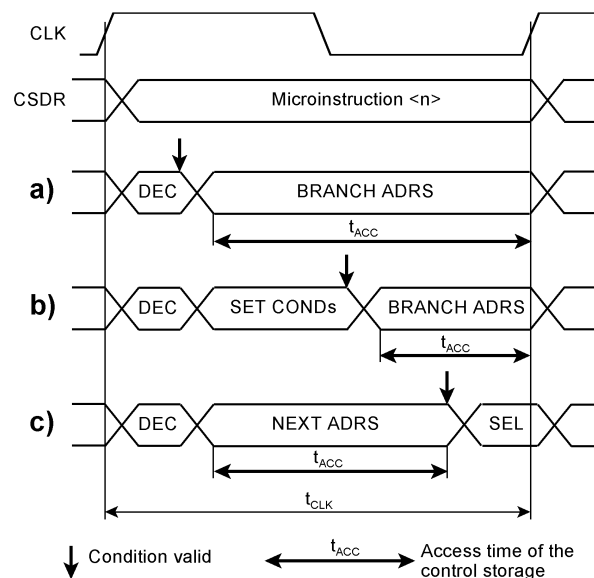 CLK
CSDR
Microinstruction <n>
a)
DEC
BRANCH ADRS
tACC
b)
DEC
SET CONDs
BRANCH ADRS
tACC
c)
DEC
NEXT ADRS
SEL
tACC
tCLK
Condition valid
tACC
Access time of the
control storage